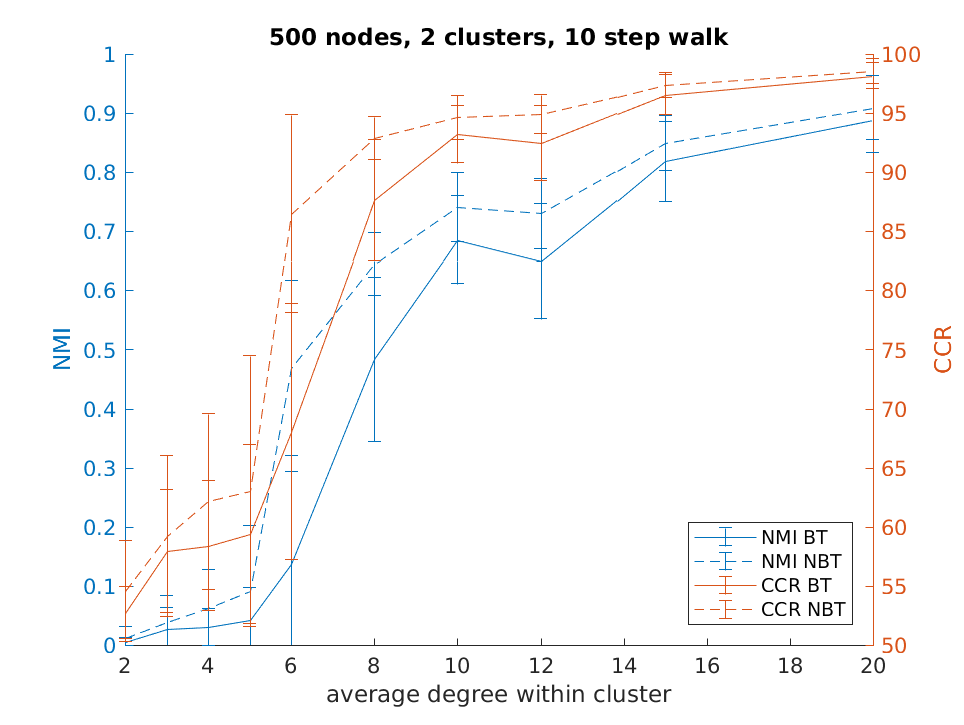 500 nodes, 2 clusters, 10 step walk
1
0.9
0.8
0.7
0.6
0.5
0.4
0.3
0.2
0.1
0
NMI
100
95
90
85
80
75
70
65
60
55
50
CCR
NMI BT
NMI NBT
CCR BT
CCR NBT
2 4 6 8 10 12 14 16 18 20
average degree within cluster